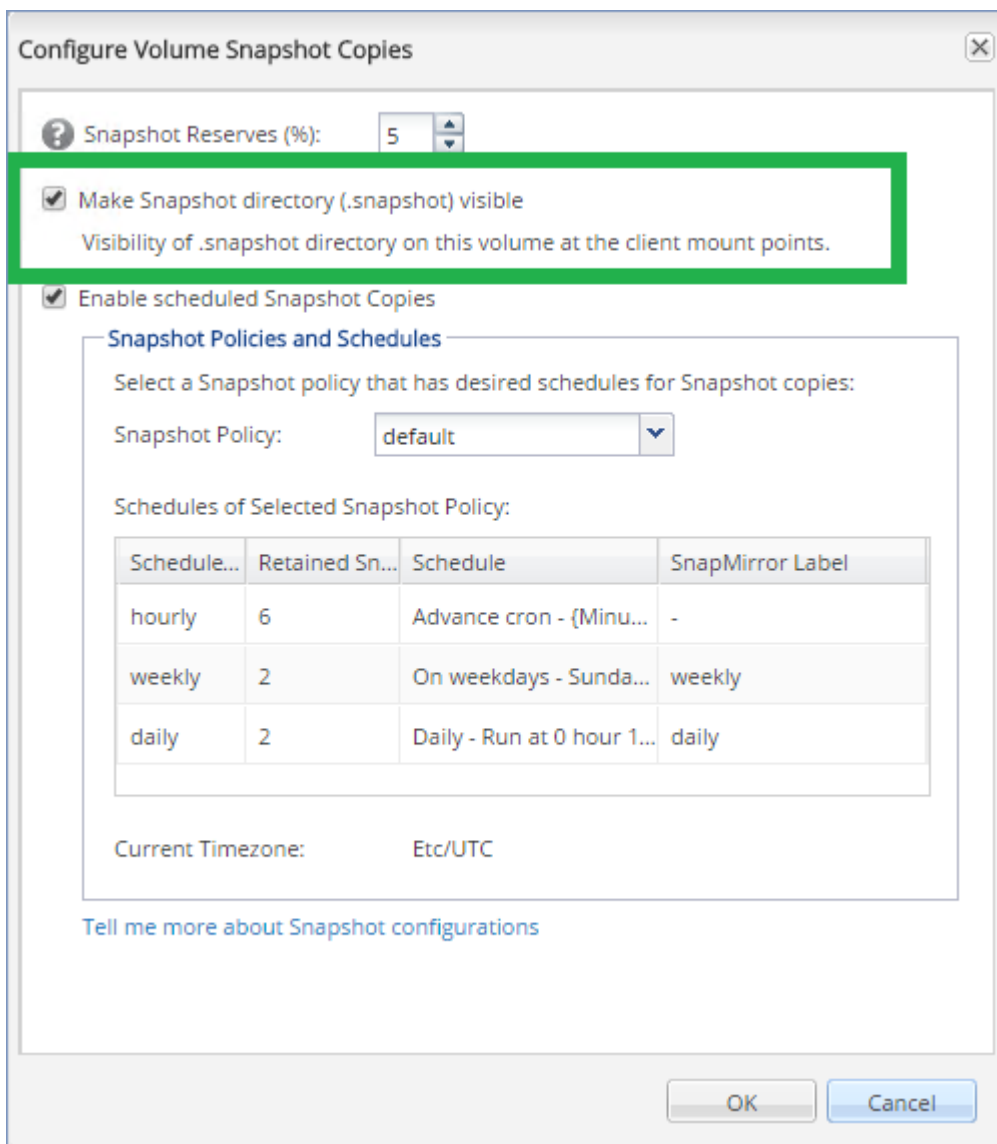 Configure Volume Snapshot Copies
Snapshot Reserves (%): 5
Make Snapshot directory (.snapshot) visible
Visibility of .snapshot directory on this volume at the client mount points.
Enable scheduled Snapshot Copies
Snapshot Policies and Schedules
Select a Snapshot policy that has desired schedules for Snapshot copies:
Snapshot Policy: default
Schedules of Selected Snapshot Policy:
Schedule... Retained Sn... Schedule SnapMirror Label
hourly 6 Advance cron - {Minu... -
weekly 2 On weekdays - Sunda... weekly
daily 2 Daily - Run at 0 hour 1... daily
Current Timezone: Etc/UTC
Tell me more about Snapshot configurations
OK Cancel